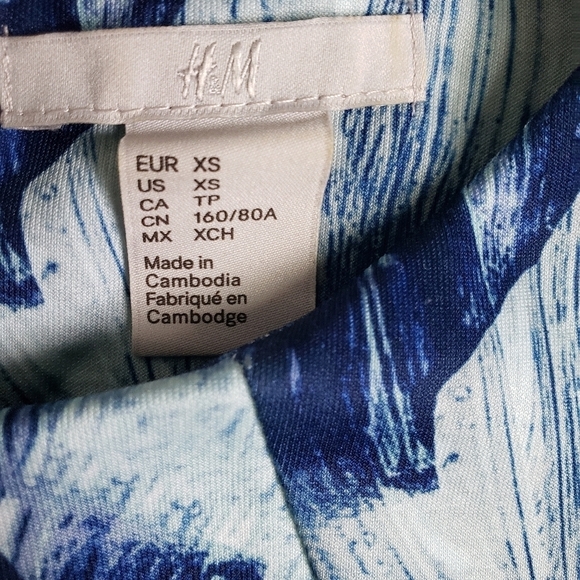 H&M
EUR XS
US XS
CA TP
CN 160/80A
MX XCH
Made in
Cambodia
Fabriqué en
Cambodge